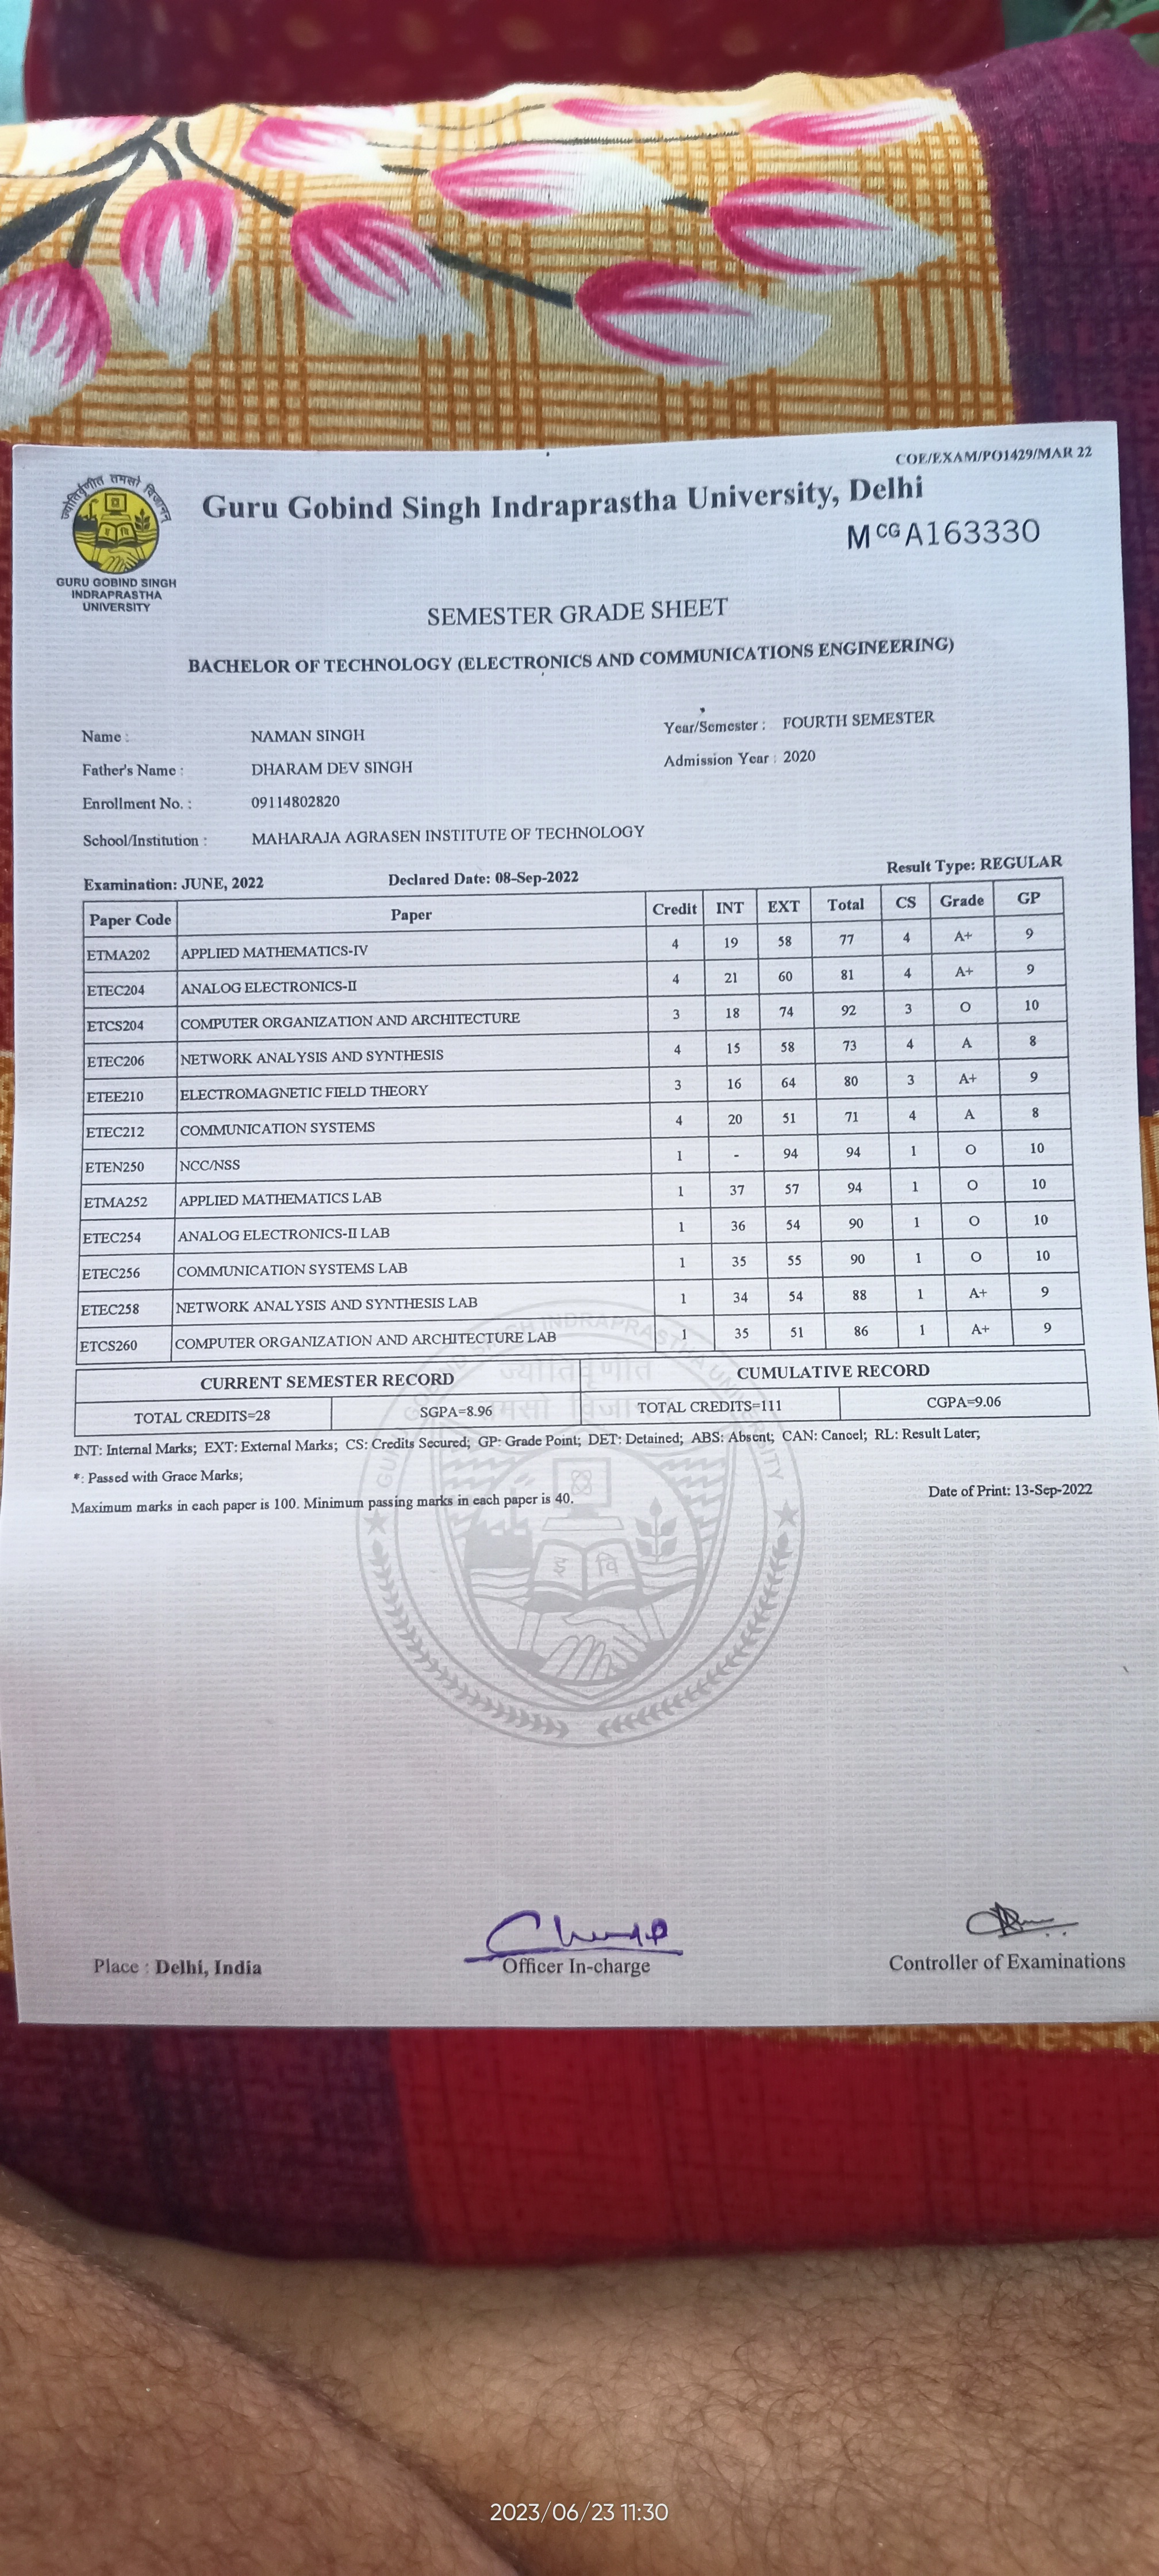 COE/EXAM/PO1429/MAR 22
ज्योतिर्वृणीत तमसो विजानन्
Guru Gobind Singh Indraprastha University, Delhi
MCGA163330
GURU GOBIND SINGH
INDRAPRASTHA
UNIVERSITY
SEMESTER GRADE SHEET
BACHELOR OF TECHNOLOGY (ELECTRONICS AND COMMUNICATIONS ENGINEERING)
Name : NAMAN SINGH Year/Semester : FOURTH SEMESTER
Father's Name : DHARAM DEV SINGH Admission Year : 2020
Enrollment No. : 09114802820
School/Institution : MAHARAJA AGRASEN INSTITUTE OF TECHNOLOGY
Examination: JUNE, 2022 Declared Date: 08-Sep-2022 Result Type: REGULAR
Paper Code Paper Credit INT EXT Total CS Grade GP
ETMA202 APPLIED MATHEMATICS-IV 4 19 58 77 4 A+ 9
ETEC204 ANALOG ELECTRONICS-II 4 21 60 81 4 A+ 9
ETCS204 COMPUTER ORGANIZATION AND ARCHITECTURE 3 18 74 92 3 O 10
ETEC206 NETWORK ANALYSIS AND SYNTHESIS 4 15 58 73 4 A 8
ETEE210 ELECTROMAGNETIC FIELD THEORY 3 16 64 80 3 A+ 9
ETEC212 COMMUNICATION SYSTEMS 4 20 51 71 4 A 8
ETEN250 NCC/NSS 1 - 94 94 1 O 10
ETMA252 APPLIED MATHEMATICS LAB 1 37 57 94 1 O 10
ETEC254 ANALOG ELECTRONICS-II LAB 1 36 54 90 1 O 10
ETEC256 COMMUNICATION SYSTEMS LAB 1 35 55 90 1 O 10
ETEC258 NETWORK ANALYSIS AND SYNTHESIS LAB 1 34 54 88 1 A+ 9
ETCS260 COMPUTER ORGANIZATION AND ARCHITECTURE LAB 1 35 51 86 1 A+ 9
CURRENT SEMESTER RECORD CUMULATIVE RECORD
TOTAL CREDITS=28 SGPA=8.96 TOTAL CREDITS=111 CGPA=9.06
INT: Internal Marks; EXT: External Marks; CS: Credits Secured; GP: Grade Point; DET: Detained; ABS: Absent; CAN: Cancel; RL: Result Later;
*: Passed with Grace Marks;
Maximum marks in each paper is 100. Minimum passing marks in each paper is 40. Date of Print: 13-Sep-2022
GURU GOBIND SINGH INDRAPRASTHA UNIVERSITY
ज्योतिर्वृणीत
तमसो विजानन्
इ वि
Place : Delhi, India Officer In-charge Controller of Examinations
2023/06/23 11:30